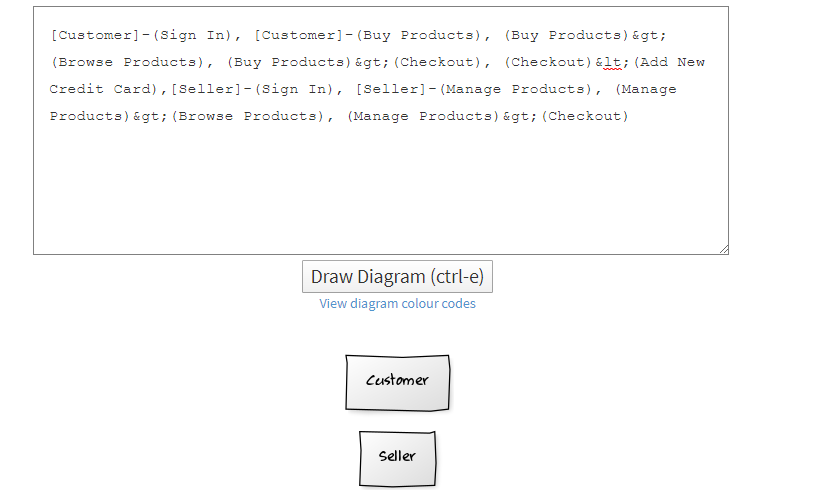 [Customer]-(Sign In), [Customer]-(Buy Products), (Buy Products)&gt;
(Browse Products), (Buy Products)&gt;(Checkout), (Checkout)&lt;(Add New
Credit Card),[Seller]-(Sign In), [Seller]-(Manage Products), (Manage
Products)&gt;(Browse Products), (Manage Products)&gt;(Checkout)
Draw Diagram (ctrl-e)
View diagram colour codes
Customer
Seller